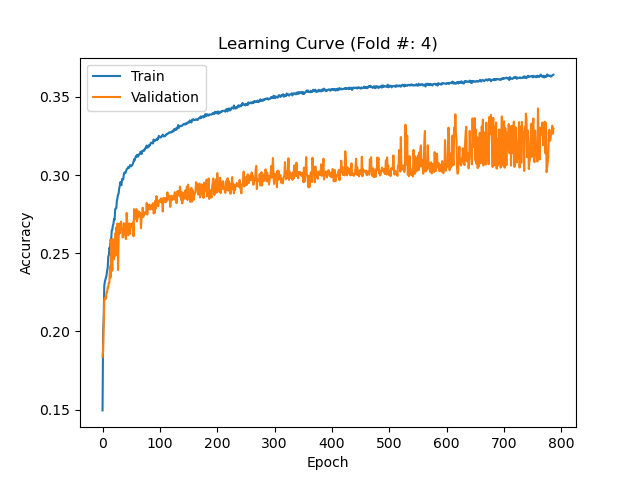 Learning Curve (Fold #: 4)
Train
Validation
Accuracy
0.35
0.30
0.25
0.20
0.15
0 100 200 300 400 500 600 700 800
Epoch